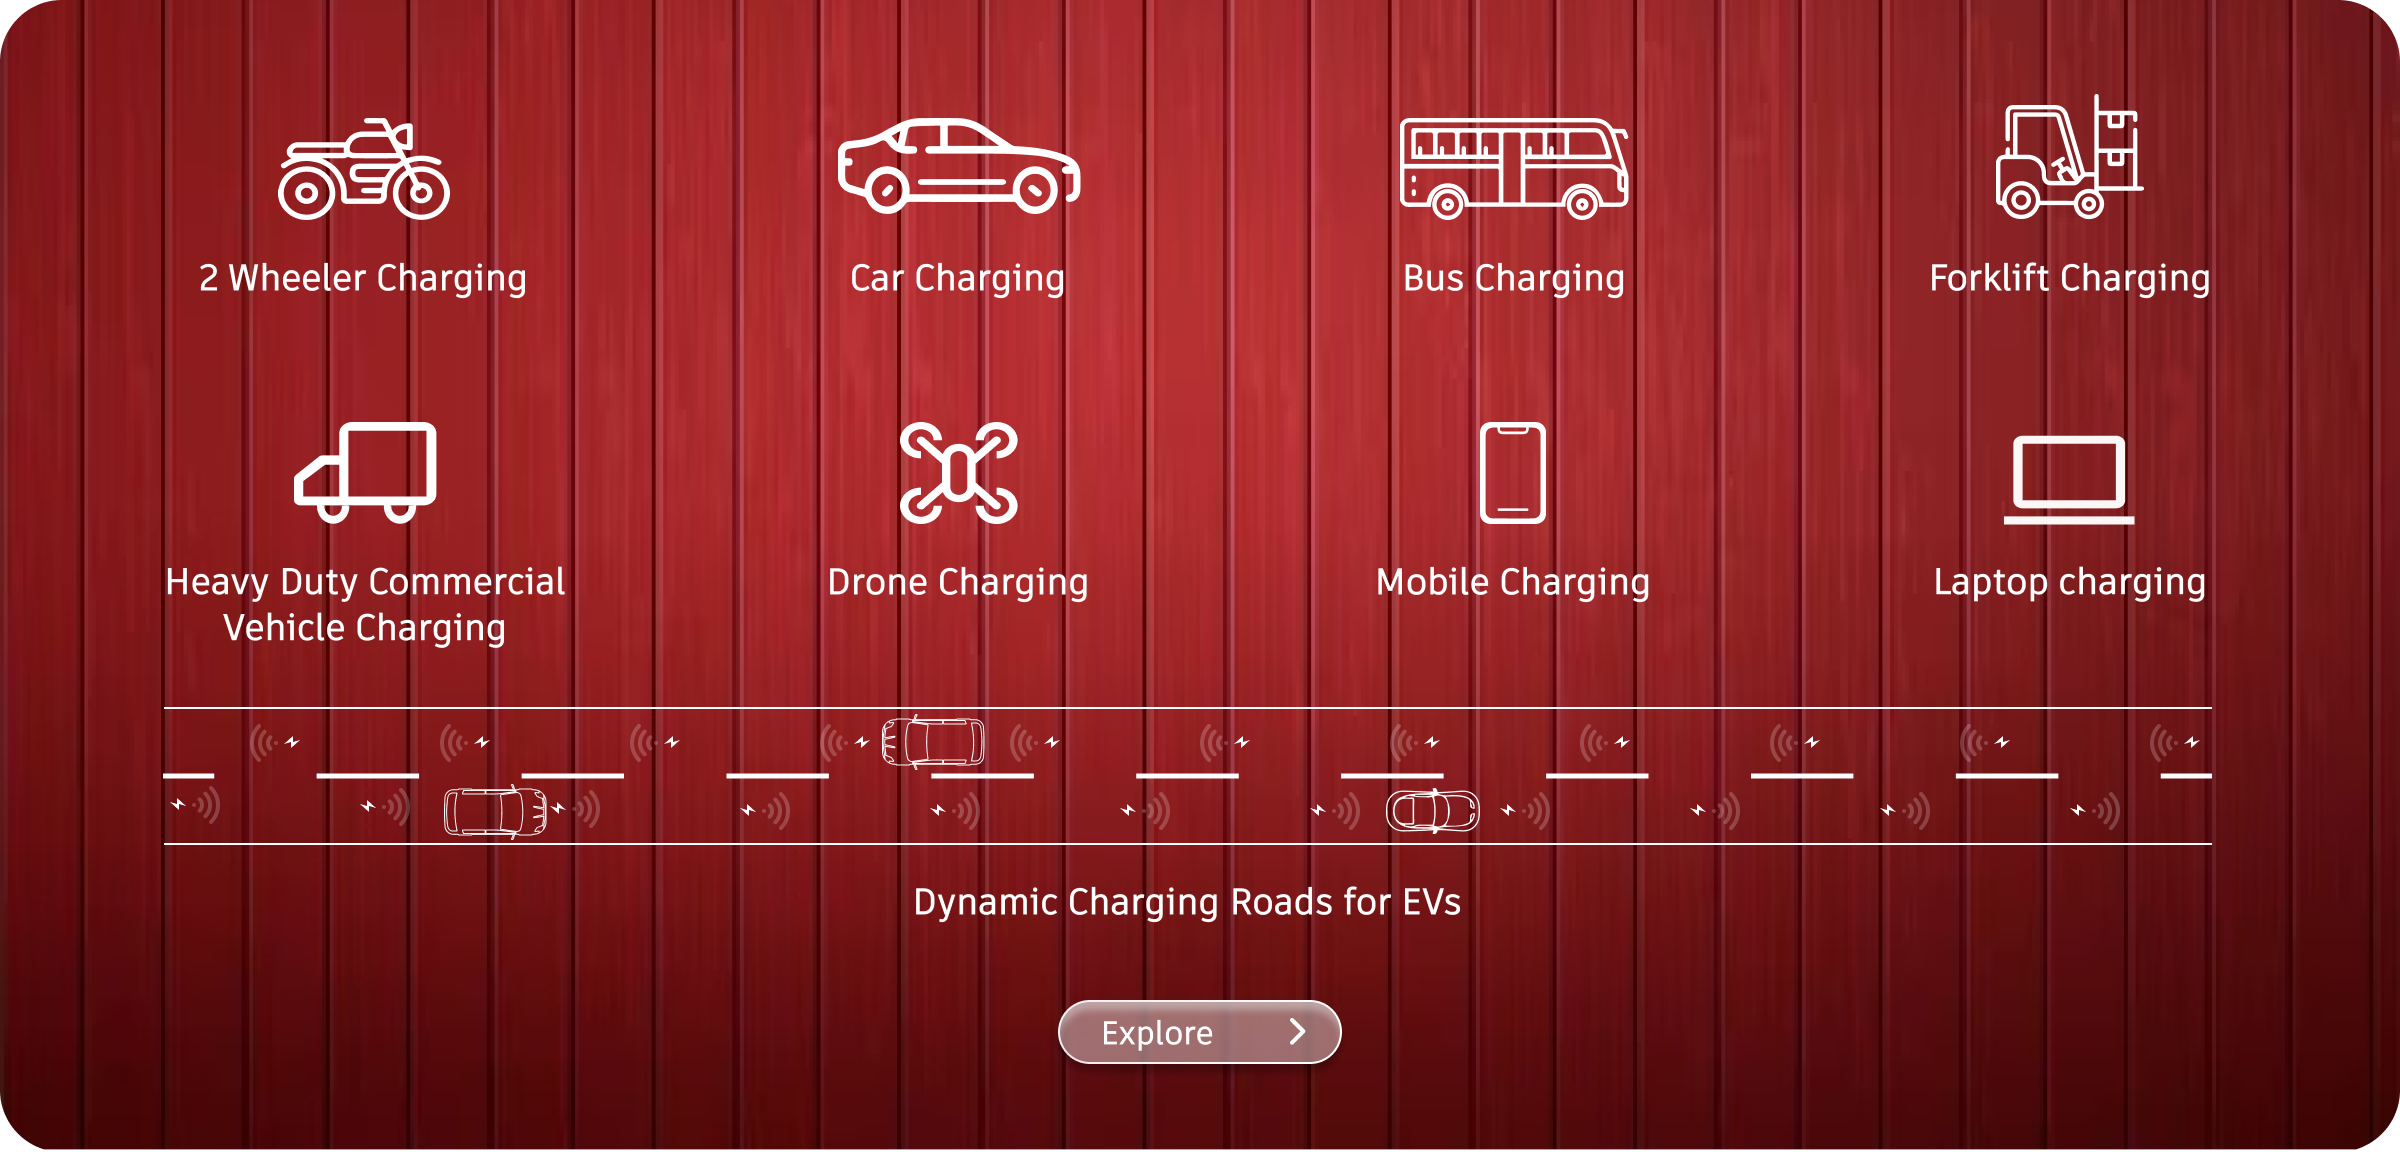 2 Wheeler Charging
Car Charging
Bus Charging
Forklift Charging
Heavy Duty Commercial
Vehicle Charging
Drone Charging
Mobile Charging
Laptop charging
Dynamic Charging Roads for EVs
Explore